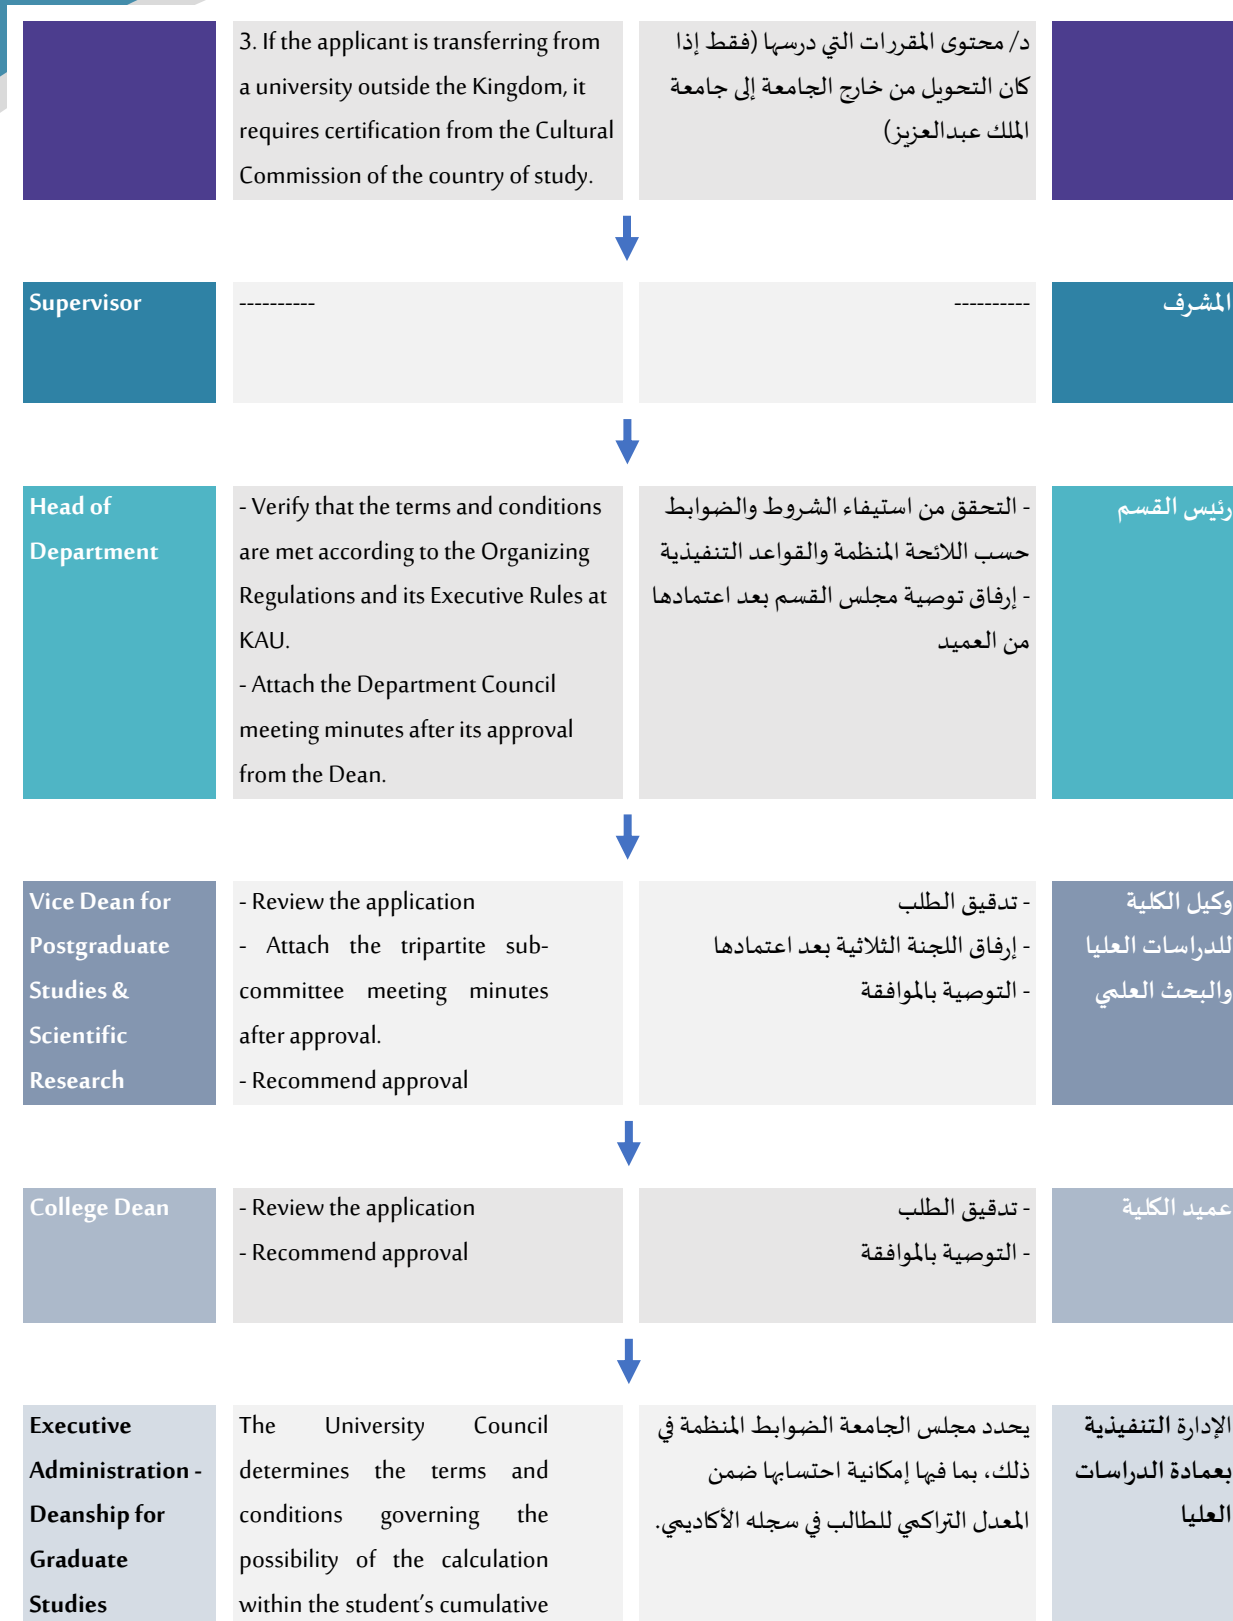 3. If the applicant is transferring from
a university outside the Kingdom, it
requires certification from the Cultural
Commission of the country of study.
د/ محتوى المقررات التي درسها (فقط إذا
كان التحويل من خارج الجامعة إلى جامعة
الملك عبدالعزيز)
Supervisor
----------
----------
المشرف
Head of
Department
- Verify that the terms and conditions
are met according to the Organizing
Regulations and its Executive Rules at
KAU.
- Attach the Department Council
meeting minutes after its approval
from the Dean.
- التحقق من استيفاء الشروط والضوابط
حسب اللائحة المنظمة والقواعد التنفيذية
- إرفاق توصية مجلس القسم بعد اعتمادها
من العميد
رئيس القسم
Vice Dean for
Postgraduate
Studies &
Scientific
Research
- Review the application
- Attach the tripartite sub-
committee meeting minutes
after approval.
- Recommend approval
- تدقيق الطلب
- إرفاق اللجنة الثلاثية بعد اعتمادها
- التوصية بالموافقة
وكيل الكلية
للدراسات العليا
والبحث العلمي
College Dean
- Review the application
- Recommend approval
- تدقيق الطلب
- التوصية بالموافقة
عميد الكلية
Executive
Administration -
Deanship for
Graduate
Studies
The University Council
determines the terms and
conditions governing the
possibility of the calculation
within the student's cumulative
يحدد مجلس الجامعة الضوابط المنظمة في
ذلك، بما فيها إمكانية احتسابها ضمن
المعدل التراكمي للطالب في سجله الأكاديمي.
الإدارة التنفيذية
بعمادة الدراسات
العليا